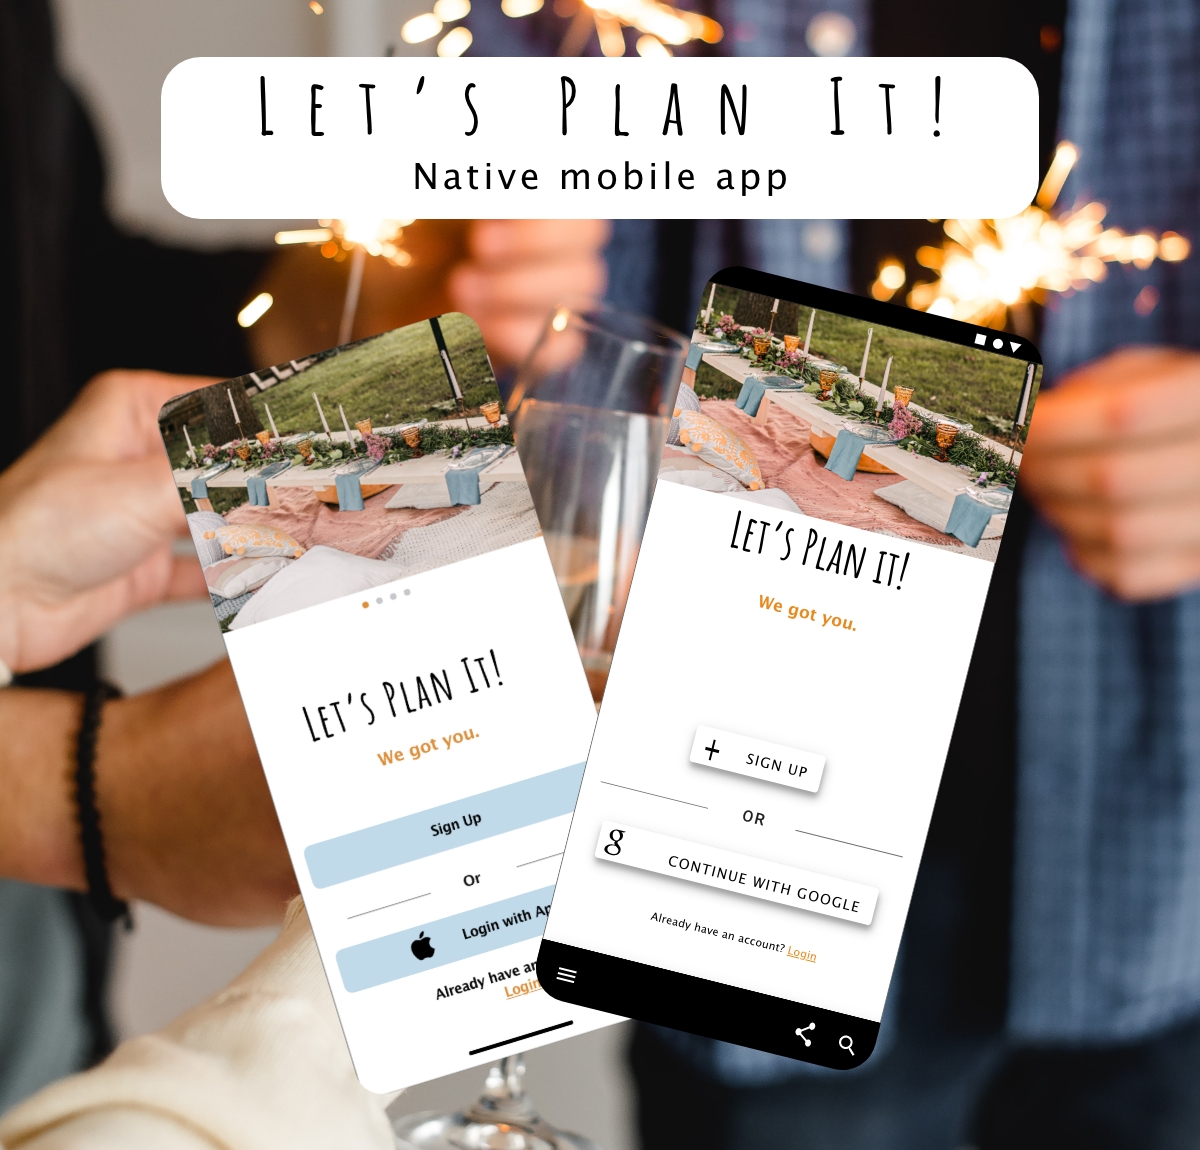 Let's Plan It!
Native mobile app
Let's Plan It!
We got you.
Sign Up
Or
Login with Ap
Already have an
Login
Let's Plan it!
We got you.
+ SIGN UP
OR
g CONTINUE WITH GOOGLE
Already have an account? Login